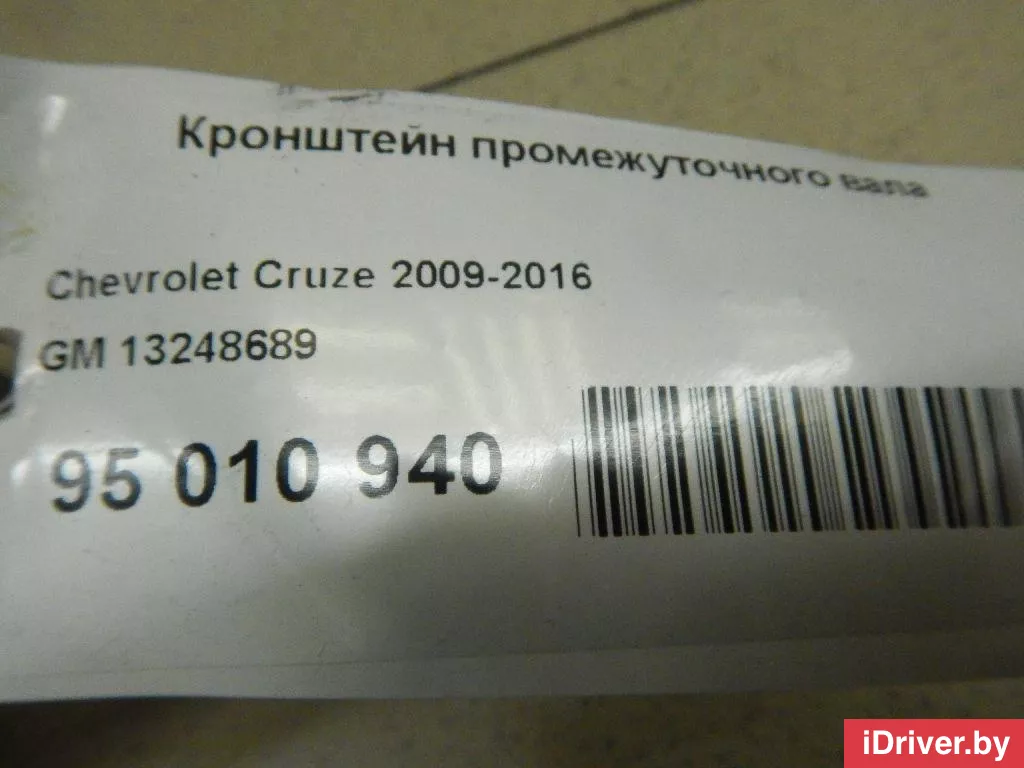 Кронштейн промежуточного вала
Chevrolet Cruze 2009-2016
GM 13248689
95 010 940
iDriver.by